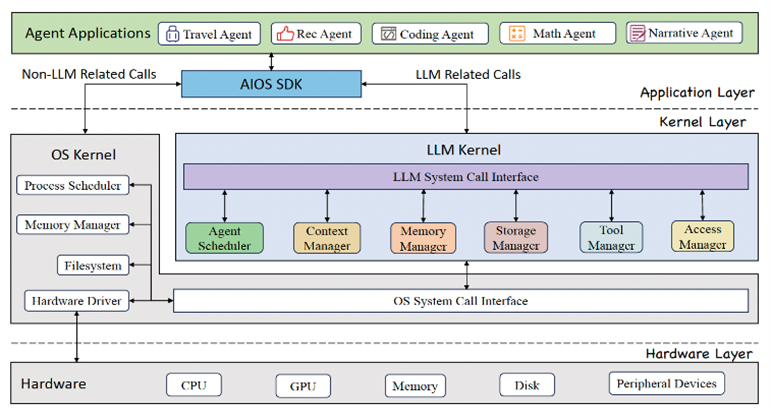 Agent Applications
Travel Agent
Rec Agent
Coding Agent
Math Agent
Narrative Agent
Non-LLM Related Calls
AIOS SDK
LLM Related Calls
Application Layer
Kernel Layer
OS Kernel
LLM Kernel
Process Scheduler
LLM System Call Interface
Memory Manager
Agent
Scheduler
Context
Manager
Memory
Manager
Storage
Manager
Tool
Manager
Access
Manager
Filesystem
Hardware Driver
OS System Call Interface
Hardware Layer
Hardware
CPU
GPU
Memory
Disk
Peripheral Devices